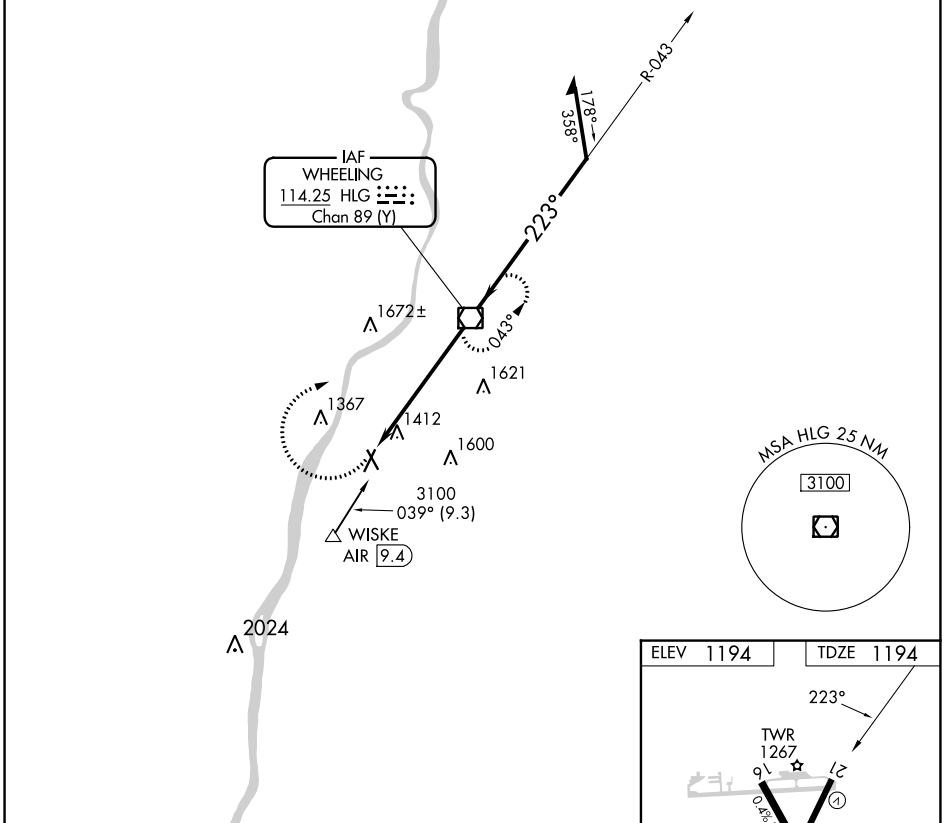 R-043
178°
358°
IAF
WHEELING
114.25 HLG
Chan 89 (Y)
223°
043°
1672±
1621
1367
1412
1600
3100
039° (9.3)
WISKE
AIR 9.4
MSA HLG 25 NM
3100
2024
ELEV 1194
TDZE 1194
223°
TWR
1267
16
21
V
0.4%